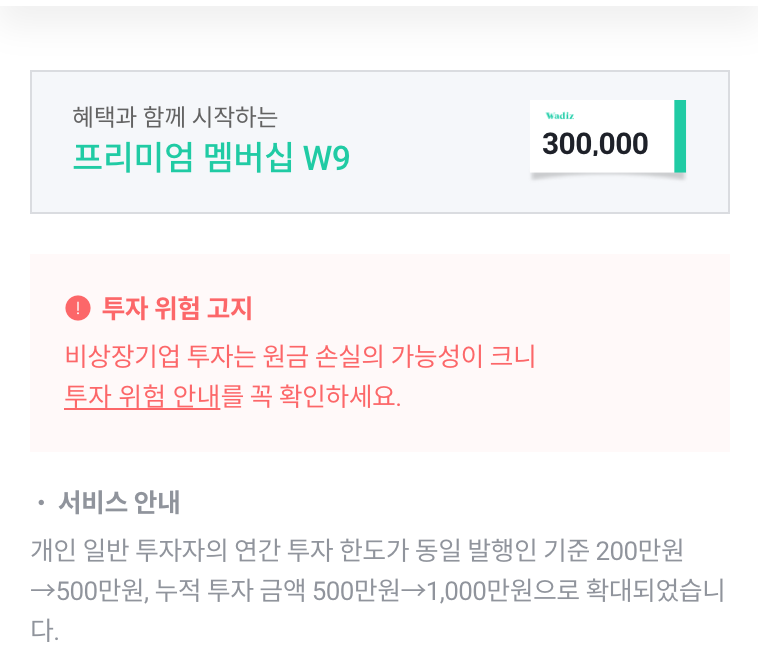 혜택과 함께 시작하는
프리미엄 멤버십 W9
Wadiz
300,000
! 투자 위험 고지
비상장기업 투자는 원금 손실의 가능성이 크니
투자 위험 안내를 꼭 확인하세요.
• 서비스 안내
개인 일반 투자자의 연간 투자 한도가 동일 발행인 기준 200만원
→500만원, 누적 투자 금액 500만원→1,000만원으로 확대되었습니
다.